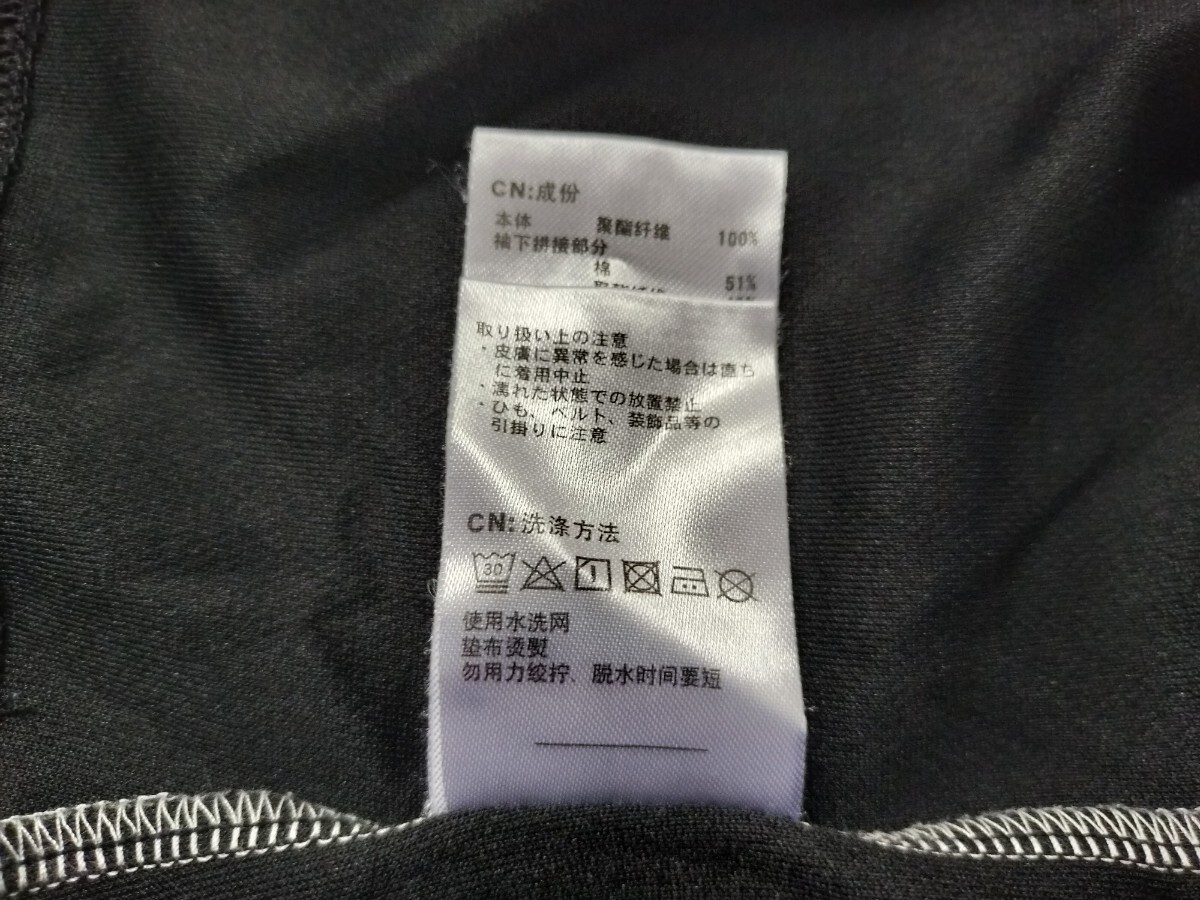 CN:成份
本体 聚酯纤维 100%
袖下拼接部分
棉 51%
聚酯纤维
取り扱い上の注意
・皮膚に異常を感じた場合は直ち
に着用中止
・濡れた状態での放置禁止
・ひも、ベルト、装飾品等の
引掛りに注意
CN:洗涤方法
30
使用水洗网
垫布烫熨
勿用力绞拧、脱水时间要短